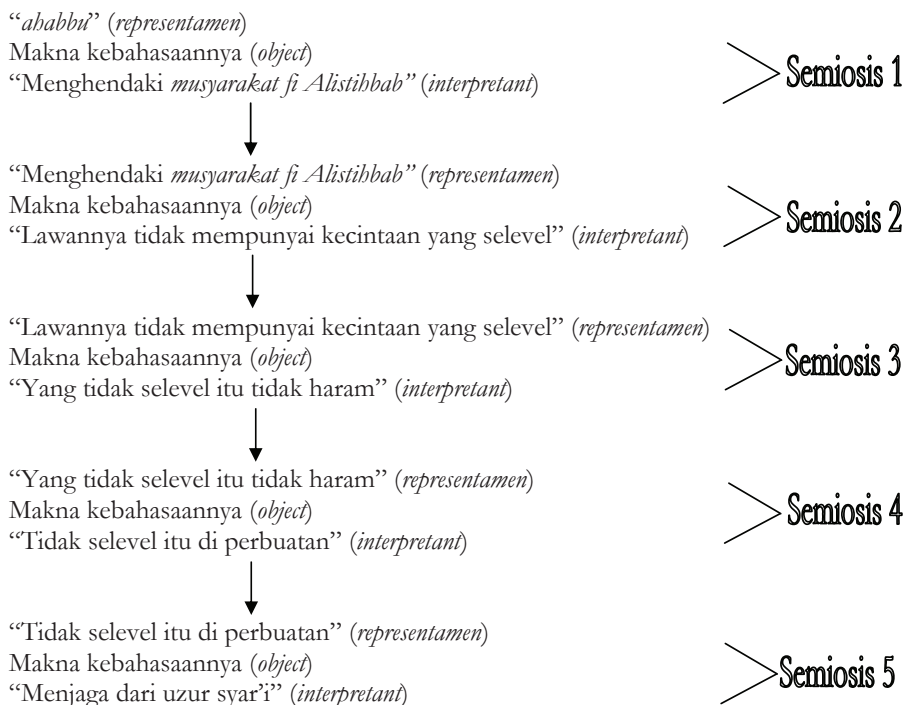 “ahabbu” (representamen)
Makna kebahasaannya (object)
“Menghendaki musyarakat fi Alistihbab” (interpretant)
Semiosis 1
“Menghendaki musyarakat fi Alistihbab” (representamen)
Makna kebahasaannya (object)
“Lawannya tidak mempunyai kecintaan yang selevel” (interpretant)
Semiosis 2
“Lawannya tidak mempunyai kecintaan yang selevel” (representamen)
Makna kebahasaannya (object)
“Yang tidak selevel itu tidak haram” (interpretant)
Semiosis 3
“Yang tidak selevel itu tidak haram” (representamen)
Makna kebahasaannya (object)
“Tidak selevel itu di perbuatan” (interpretant)
Semiosis 4
“Tidak selevel itu di perbuatan” (representamen)
Makna kebahasaannya (object)
“Menjaga dari uzur syar’i” (interpretant)
Semiosis 5